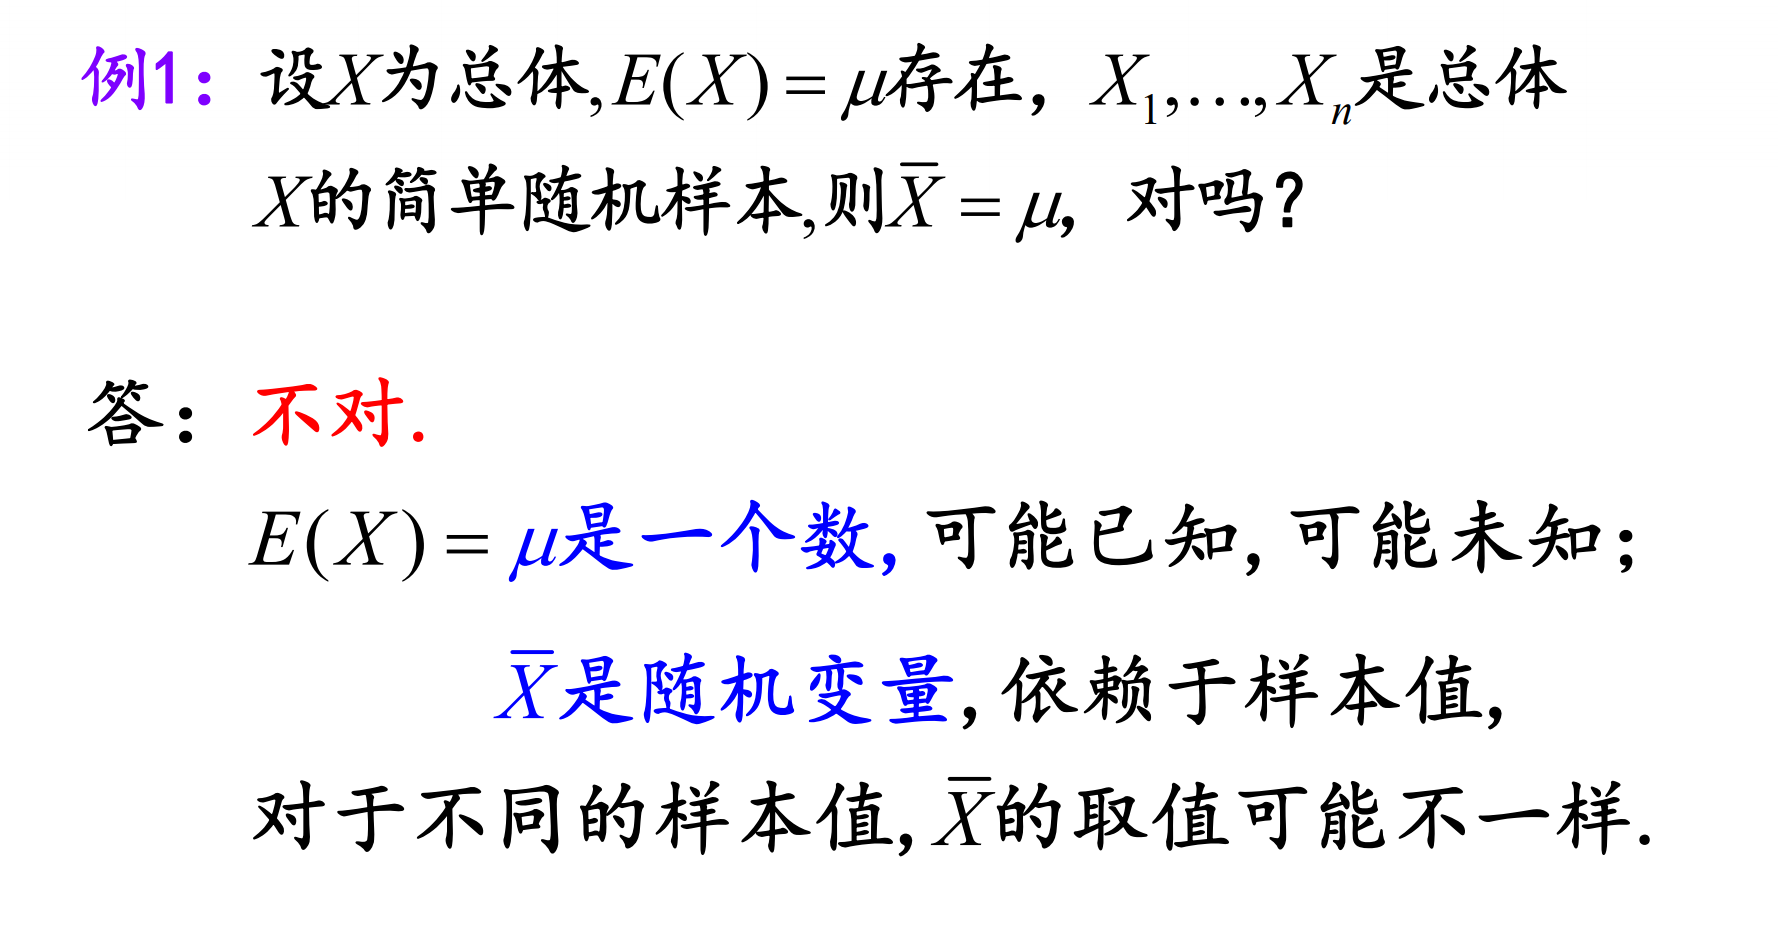 例1：设X为总体,E(X)=μ存在，X₁,…,Xₙ是总体
X的简单随机样本,则X̅=μ，对吗?
答：不对.
E(X)=μ是一个数,可能已知,可能未知；
X̅是随机变量,依赖于样本值,
对于不同的样本值,X̅的取值可能不一样.